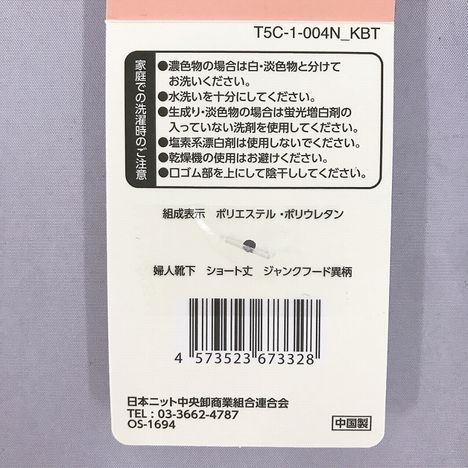 T5C-1-004N_KBT
家庭での洗濯時のご注意
●濃色物の場合は白・淡色物と分けて
お洗いください。
●水洗いを十分にしてください。
●生成り・淡色物の場合は蛍光増白剤の
入っていない洗剤を使用してください。
●塩素系漂白剤は使用しないでください。
●乾燥機の使用はお避けください。
●口ゴム部を上にして陰干ししてください。
組成表示 ポリエステル・ポリウレタン
婦人靴下 ショート丈 ジャンクフード異柄
4 573523 673328
日本ニット中央卸商業組合連合会
TEL : 03-3662-4787
OS-1694
中国製